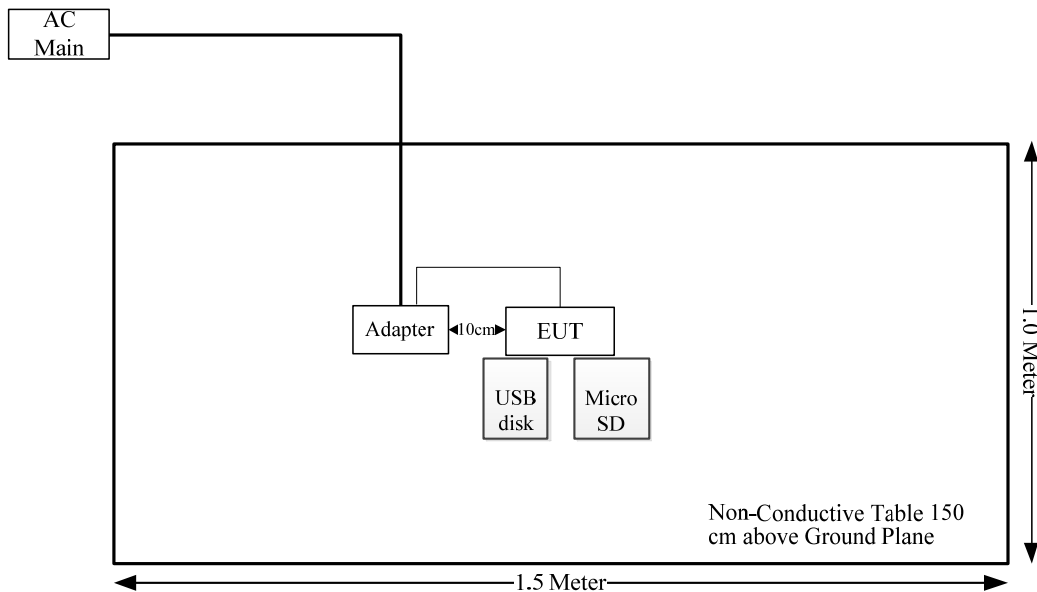 AC
Main
Adapter
10cm
EUT
USB
disk
Micro
SD
1.0 Meter
Non-Conductive Table 150
cm above Ground Plane
1.5 Meter